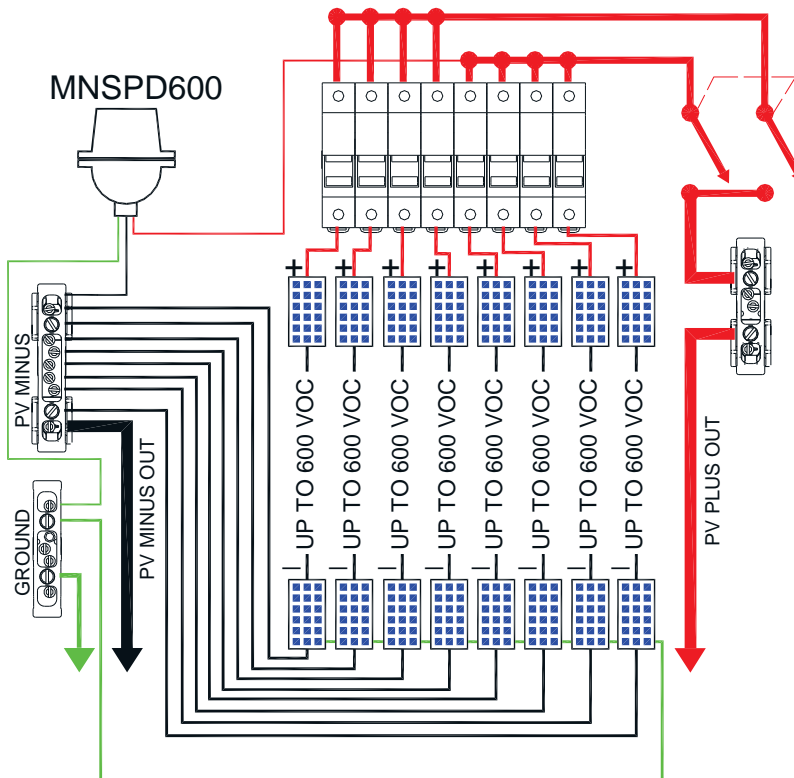 MNSPD600
+ + + + + + + +
PV MINUS
UP TO 600 VOC
UP TO 600 VOC
UP TO 600 VOC
UP TO 600 VOC
UP TO 600 VOC
UP TO 600 VOC
UP TO 600 VOC
UP TO 600 VOC
PV PLUS OUT
PV MINUS OUT
GROUND
– – – – – – – –